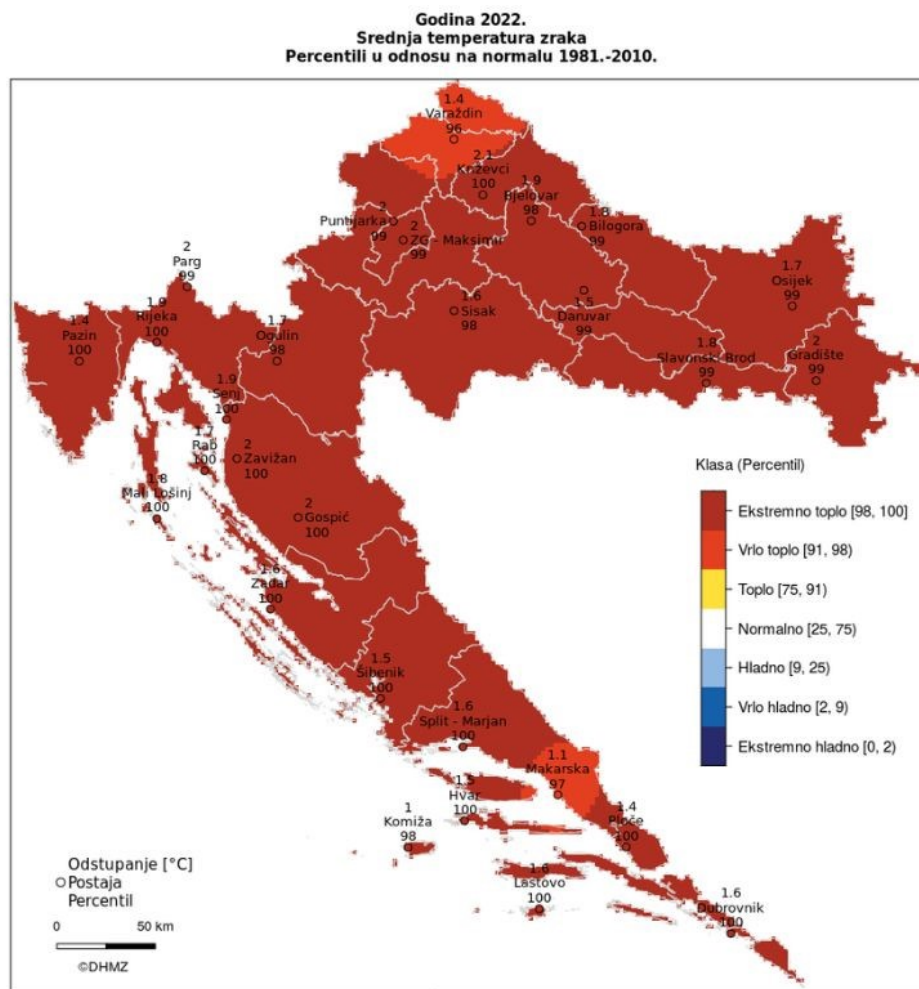 Godina 2022.
Srednja temperatura zraka
Percentili u odnosu na normalu 1981.-2010.
1.4
Varaždin
96
2.1
Križevci
100
1.9
Bjelovar
98
2
Puntijarka
99
2
ZG - Maksimir
99
1.8
Bilogora
99
2
Parg
99
1.7
Osijek
99
1.4
Pazin
100
1.9
Rijeka
100
1.7
Ogulin
98
1.6
Sisak
98
1.5
Daruvar
99
1.8
Slavonski Brod
99
2
Gradište
99
1.9
Senj
100
1.7
Rab
100
2
Zavižan
100
1.8
Mali Lošinj
100
2
Gospić
100
1.6
Zadar
100
1.5
Šibenik
100
1.6
Split - Marjan
100
1.1
Makarska
97
1.5
Hvar
100
1
Komiža
98
1.4
Ploče
100
1.6
Lastovo
100
1.6
Dubrovnik
100
Klasa (Percentil)
Ekstremno toplo [98, 100]
Vrlo toplo [91, 98)
Toplo [75, 91)
Normalno [25, 75)
Hladno [9, 25)
Vrlo hladno [2, 9)
Ekstremno hladno [0, 2)
Odstupanje [°C]
Postaja
Percentil
0 50 km
©DHMZ